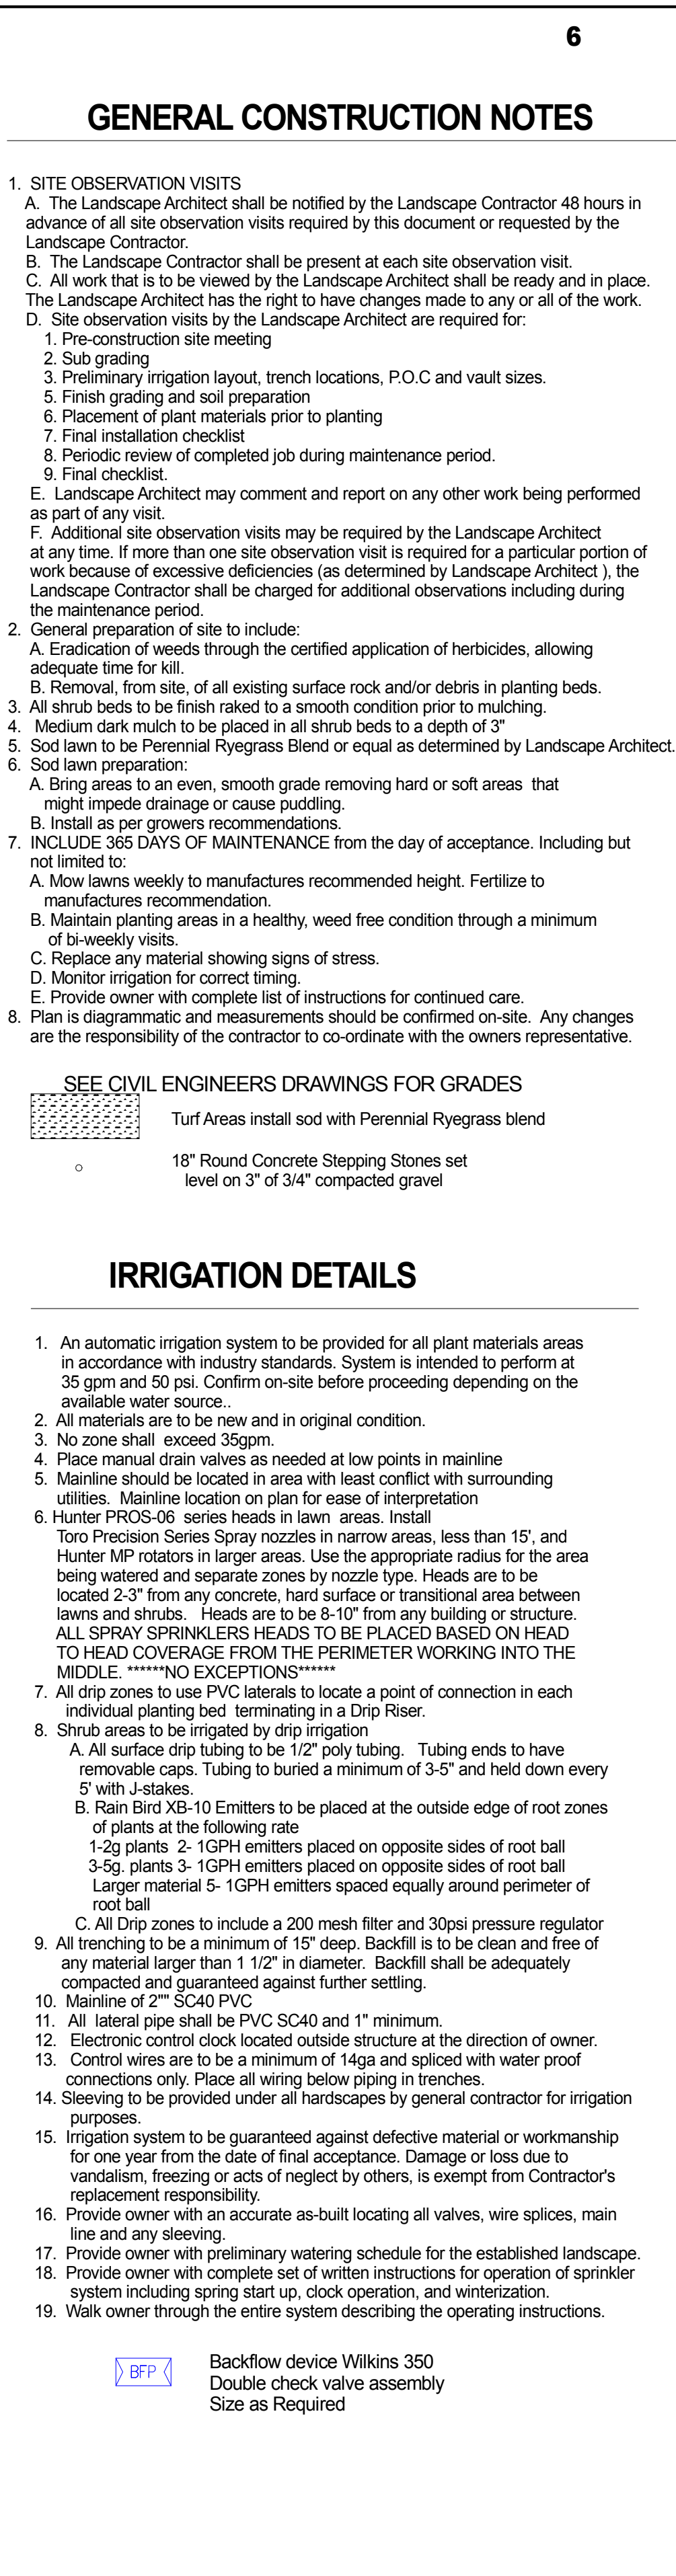 6
GENERAL CONSTRUCTION NOTES
1. SITE OBSERVATION VISITS
A. The Landscape Architect shall be notified by the Landscape Contractor 48 hours in
advance of all site observation visits required by this document or requested by the
Landscape Contractor.
B. The Landscape Contractor shall be present at each site observation visit.
C. All work that is to be viewed by the Landscape Architect shall be ready and in place.
The Landscape Architect has the right to have changes made to any or all of the work.
D. Site observation visits by the Landscape Architect are required for:
1. Pre-construction site meeting
2. Sub grading
3. Preliminary irrigation layout, trench locations, P.O.C and vault sizes.
5. Finish grading and soil preparation
6. Placement of plant materials prior to planting
7. Final installation checklist
8. Periodic review of completed job during maintenance period.
9. Final checklist.
E. Landscape Architect may comment and report on any other work being performed
as part of any visit.
F. Additional site observation visits may be required by the Landscape Architect
at any time. If more than one site observation visit is required for a particular portion of
work because of excessive deficiencies (as determined by Landscape Architect ), the
Landscape Contractor shall be charged for additional observations including during
the maintenance period.
2. General preparation of site to include:
A. Eradication of weeds through the certified application of herbicides, allowing
adequate time for kill.
B. Removal, from site, of all existing surface rock and/or debris in planting beds.
3. All shrub beds to be finish raked to a smooth condition prior to mulching.
4. Medium dark mulch to be placed in all shrub beds to a depth of 3"
5. Sod lawn to be Perennial Ryegrass Blend or equal as determined by Landscape Architect.
6. Sod lawn preparation:
A. Bring areas to an even, smooth grade removing hard or soft areas that
might impede drainage or cause puddling.
B. Install as per growers recommendations.
7. INCLUDE 365 DAYS OF MAINTENANCE from the day of acceptance. Including but
not limited to:
A. Mow lawns weekly to manufactures recommended height. Fertilize to
manufactures recommendation.
B. Maintain planting areas in a healthy, weed free condition through a minimum
of bi-weekly visits.
C. Replace any material showing signs of stress.
D. Monitor irrigation for correct timing.
E. Provide owner with complete list of instructions for continued care.
8. Plan is diagrammatic and measurements should be confirmed on-site. Any changes
are the responsibility of the contractor to co-ordinate with the owners representative.
SEE CIVIL ENGINEERS DRAWINGS FOR GRADES
Turf Areas install sod with Perennial Ryegrass blend
18" Round Concrete Stepping Stones set
level on 3" of 3/4" compacted gravel
IRRIGATION DETAILS
1. An automatic irrigation system to be provided for all plant materials areas
in accordance with industry standards. System is intended to perform at
35 gpm and 50 psi. Confirm on-site before proceeding depending on the
available water source..
2. All materials are to be new and in original condition.
3. No zone shall exceed 35gpm.
4. Place manual drain valves as needed at low points in mainline
5. Mainline should be located in area with least conflict with surrounding
utilities. Mainline location on plan for ease of interpretation
6. Hunter PROS-06 series heads in lawn areas. Install
Toro Precision Series Spray nozzles in narrow areas, less than 15', and
Hunter MP rotators in larger areas. Use the appropriate radius for the area
being watered and separate zones by nozzle type. Heads are to be
located 2-3" from any concrete, hard surface or transitional area between
lawns and shrubs. Heads are to be 8-10" from any building or structure.
ALL SPRAY SPRINKLERS HEADS TO BE PLACED BASED ON HEAD
TO HEAD COVERAGE FROM THE PERIMETER WORKING INTO THE
MIDDLE. ******NO EXCEPTIONS******
7. All drip zones to use PVC laterals to locate a point of connection in each
individual planting bed terminating in a Drip Riser.
8. Shrub areas to be irrigated by drip irrigation
A. All surface drip tubing to be 1/2" poly tubing. Tubing ends to have
removable caps. Tubing to buried a minimum of 3-5" and held down every
5' with J-stakes.
B. Rain Bird XB-10 Emitters to be placed at the outside edge of root zones
of plants at the following rate
1-2g plants 2- 1GPH emitters placed on opposite sides of root ball
3-5g. plants 3- 1GPH emitters placed on opposite sides of root ball
Larger material 5- 1GPH emitters spaced equally around perimeter of
root ball
C. All Drip zones to include a 200 mesh filter and 30psi pressure regulator
9. All trenching to be a minimum of 15" deep. Backfill is to be clean and free of
any material larger than 1 1/2" in diameter. Backfill shall be adequately
compacted and guaranteed against further settling.
10. Mainline of 2"" SC40 PVC
11. All lateral pipe shall be PVC SC40 and 1" minimum.
12. Electronic control clock located outside structure at the direction of owner.
13. Control wires are to be a minimum of 14ga and spliced with water proof
connections only. Place all wiring below piping in trenches.
14. Sleeving to be provided under all hardscapes by general contractor for irrigation
purposes.
15. Irrigation system to be guaranteed against defective material or workmanship
for one year from the date of final acceptance. Damage or loss due to
vandalism, freezing or acts of neglect by others, is exempt from Contractor's
replacement responsibility.
16. Provide owner with an accurate as-built locating all valves, wire splices, main
line and any sleeving.
17. Provide owner with preliminary watering schedule for the established landscape.
18. Provide owner with complete set of written instructions for operation of sprinkler
system including spring start up, clock operation, and winterization.
19. Walk owner through the entire system describing the operating instructions.
BFP
Backflow device Wilkins 350
Double check valve assembly
Size as Required